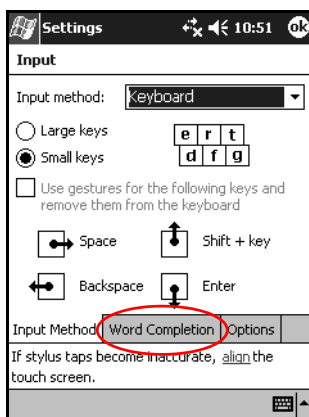 Settings 10:51 ok
Input
Input method: Keyboard
Large keys
Small keys
e r t
d f g
Use gestures for the following keys and
remove them from the keyboard
Space Shift + key
Backspace Enter
Input Method Word Completion Options
If stylus taps become inaccurate, align the
touch screen.